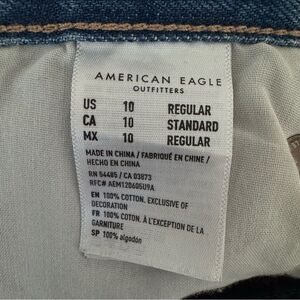 AMERICAN EAGLE
OUTFITTERS
US 10 REGULAR
CA 10 STANDARD
MX 10 REGULAR
MADE IN CHINA / FABRIQUÉ EN CHINE /
HECHO EN CHINA
RN 54485 / CA 03873
RFC# AEM120605U9A
EN 100% COTTON. EXCLUSIVE OF
DECORATION
FR 100% COTON. À L'EXCEPTION DE LA
GARNITURE
SP 100% algodón